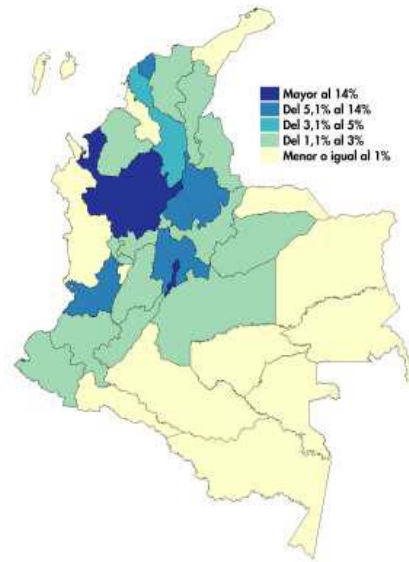 Mayor al 14%
Del 5,1% al 14%
Del 3,1% al 5%
Del 1,1% al 3%
Menor o igual al 1%